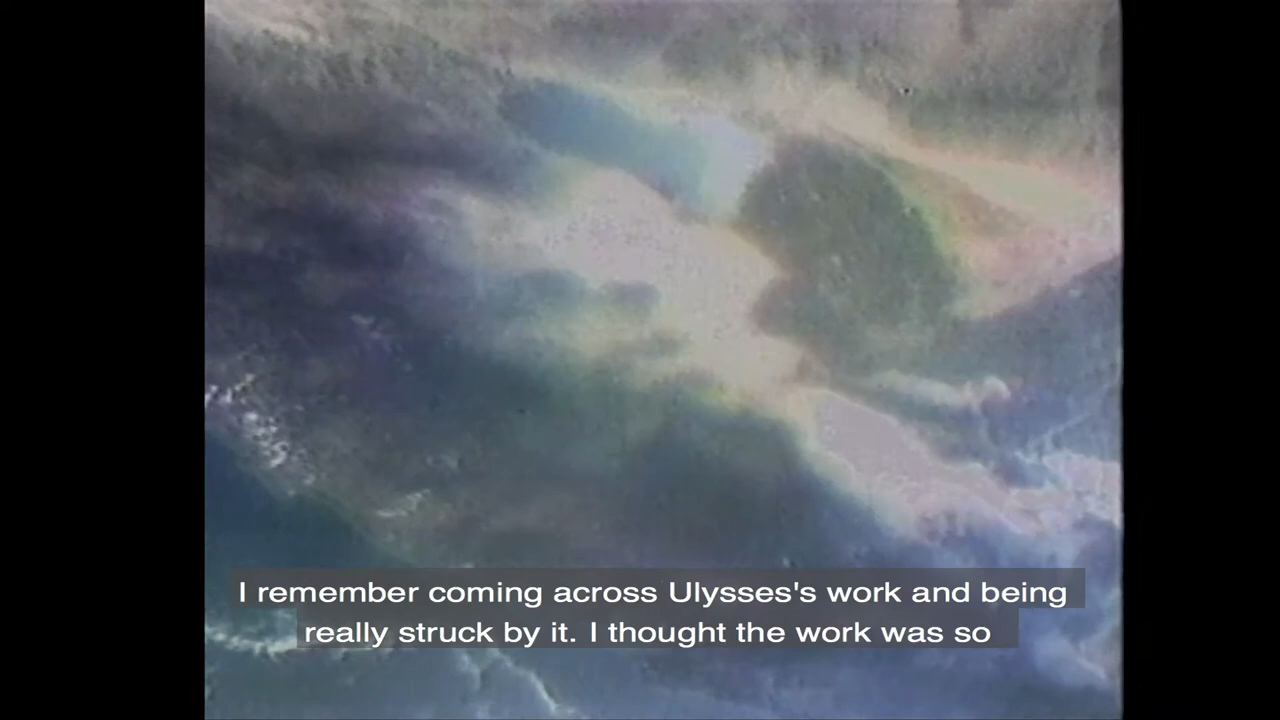 I remember coming across Ulysses's work and being
really struck by it. I thought the work was so